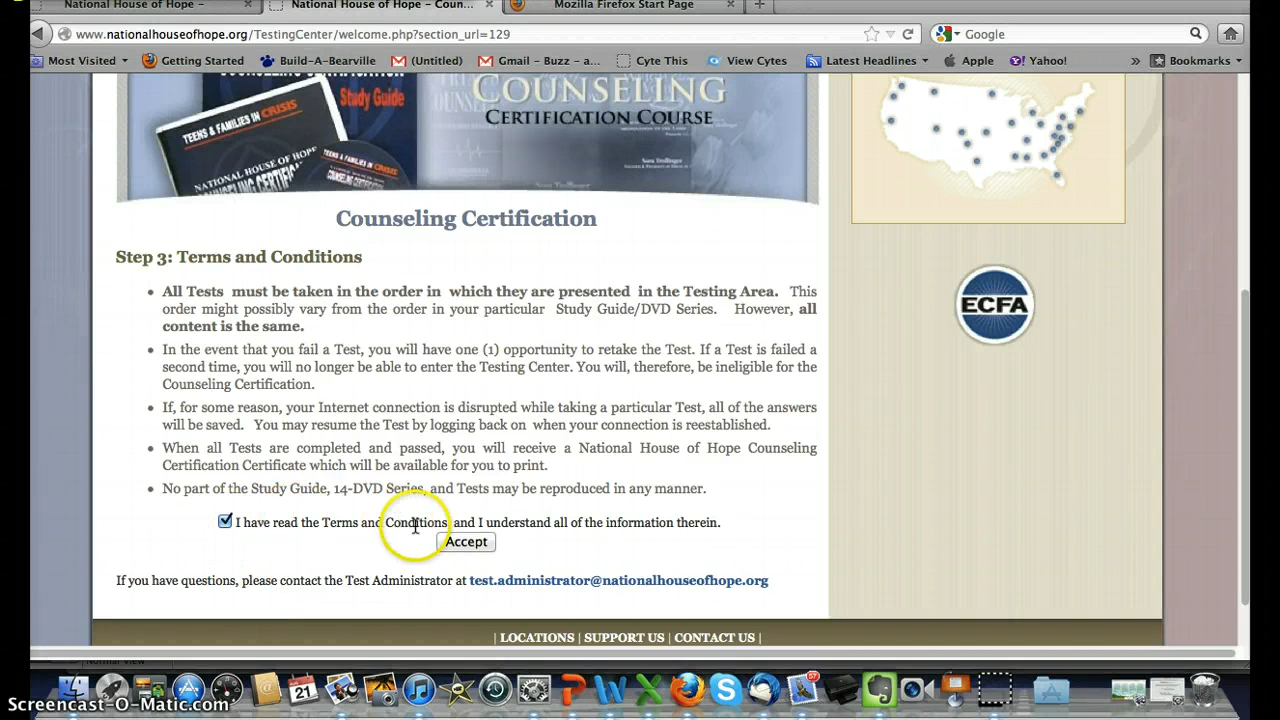 National House of Hope -
National House of Hope - Coun...
Mozilla Firefox Start Page
www.nationalhouseofhope.org/TestingCenter/welcome.php?section_url=129
Google
Most Visited
Getting Started
Build-A-Bearville
(Untitled)
Gmail - Buzz - a...
Cyte This
View Cytes
Latest Headlines
Apple
Yahoo!
»
Bookmarks
Study Guide
TEENS & FAMILIES IN CRISIS
NATIONAL HOUSE OF HOPE
COUNSELING
CERTIFICATION COURSE
Counseling Certification
Step 3: Terms and Conditions
• All Tests must be taken in the order in which they are presented in the Testing Area. This
order might possibly vary from the order in your particular Study Guide/DVD Series. However, all
content is the same.
• In the event that you fail a Test, you will have one (1) opportunity to retake the Test. If a Test is failed a
second time, you will no longer be able to enter the Testing Center. You will, therefore, be ineligible for the
Counseling Certification.
• If, for some reason, your Internet connection is disrupted while taking a particular Test, all of the answers
will be saved. You may resume the Test by logging back on when your connection is reestablished.
• When all Tests are completed and passed, you will receive a National House of Hope Counseling
Certification Certificate which will be available for you to print.
• No part of the Study Guide, 14-DVD Series, and Tests may be reproduced in any manner.
I have read the Terms and Conditions, and I understand all of the information therein.
Accept
If you have questions, please contact the Test Administrator at test.administrator@nationalhouseofhope.org
ECFA
| LOCATIONS | SUPPORT US | CONTACT US |
Normal View
21
Screencast-O-Matic.com